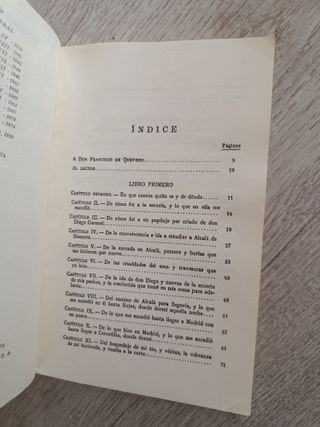 ÍNDICE
Páginas
A DON FRANCISCO DE QUEVEDO. 9
AL LECTOR. 10
LIBRO PRIMERO
CAPÍTULO PRIMERO.—En que cuenta quién es y de dónde. 11
CAPÍTULO II.—De cómo fui a la escuela, y lo que en ella me
sucedió. 14
CAPÍTULO III.—De cómo fui a un pupilaje por criado de don
Diego Coronel. 19
CAPÍTULO IV.—De la convalecencia e ida a estudiar a Alcalá de
Henares. 27
CAPÍTULO V.—De la entrada en Alcalá, patente y burlas que
me hicieron por nuevo. 33
CAPÍTULO VI.—De las crueldades del ama y travesuras que
yo hice. 40
CAPÍTULO VII.—De la ida de don Diego y nuevas de la muerte
de mis padres, y la resolución que tomé en mis cosas para ade-
lante. 48
CAPÍTULO VIII.—Del camino de Alcalá para Segovia, y lo que
me sucedió en él hasta Rejas, donde dormí aquella noche. 51
CAPÍTULO IX.—De lo que me sucedió hasta llegar a Madrid con
un poeta. 57
CAPÍTULO X.—De lo que hice en Madrid, y lo que me sucedió
hasta llegar a Cercedilla, donde dormí.
CAPÍTULO XI.—Del hospedaje de mi tío, y visitas; la cobranza
de mi hacienda, y vuelta a la corte. 71